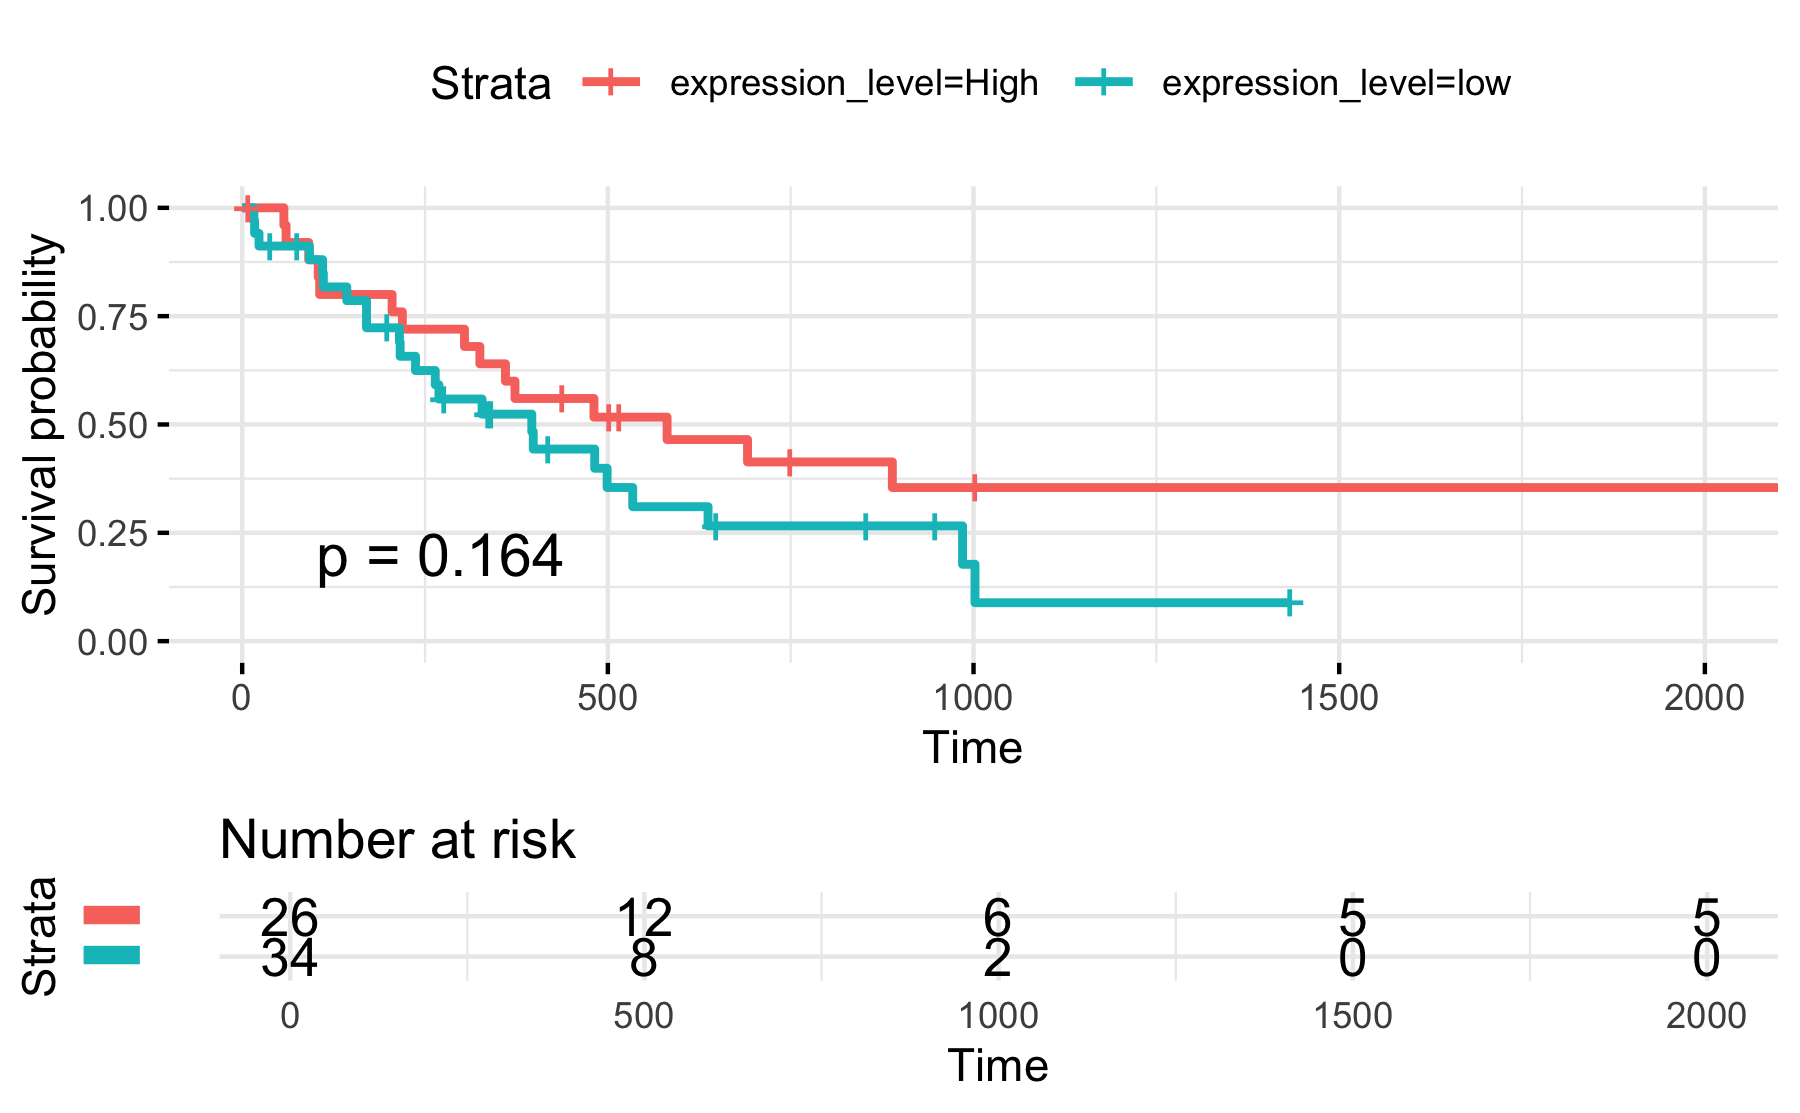 Strata expression_level=High expression_level=low
Survival probability
1.00
0.75
0.50
0.25
0.00
p = 0.164
0 500 1000 1500 2000
Time
Number at risk
Strata
26 12 6 5 5
34 8 2 0 0
0 500 1000 1500 2000
Time